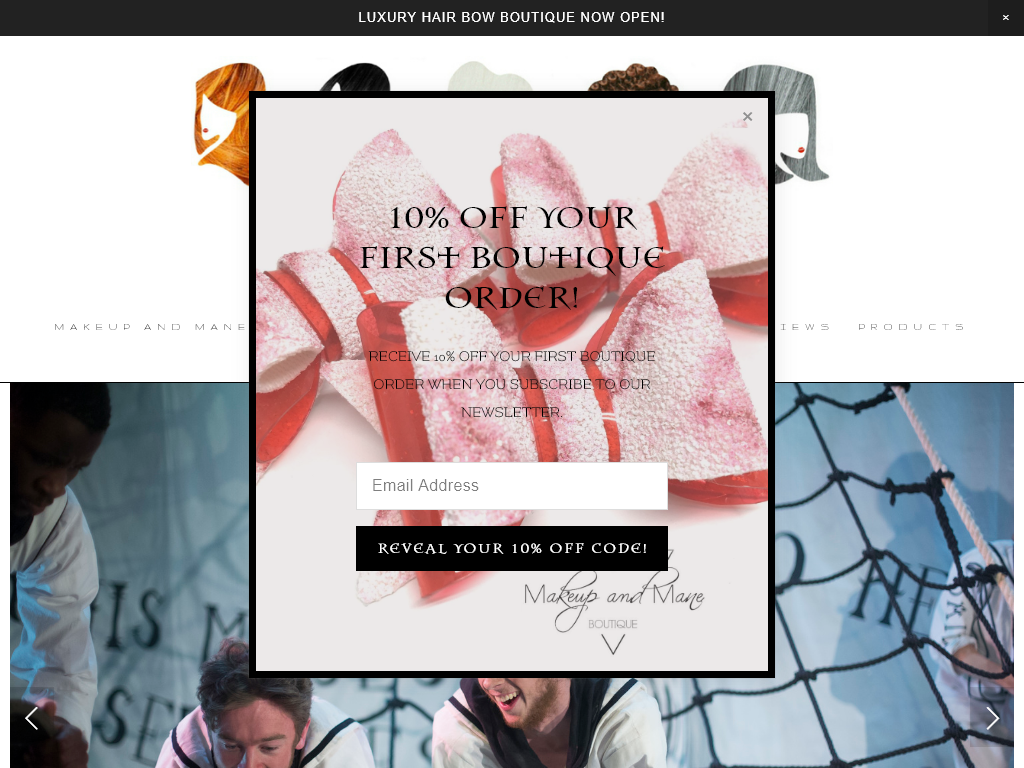 LUXURY HAIR BOW BOUTIQUE NOW OPEN!
×
×
10% OFF YOUR
FIRST BOUTIQUE
ORDER!
MAKEUP AND MANE
IEWS
PRODUCTS
RECEIVE 10% OFF YOUR FIRST BOUTIQUE
ORDER WHEN YOU SUBSCRIBE TO OUR
NEWSLETTER.
Email Address
REVEAL YOUR 10% OFF CODE!
Makeup and Mane
BOUTIQUE
IS